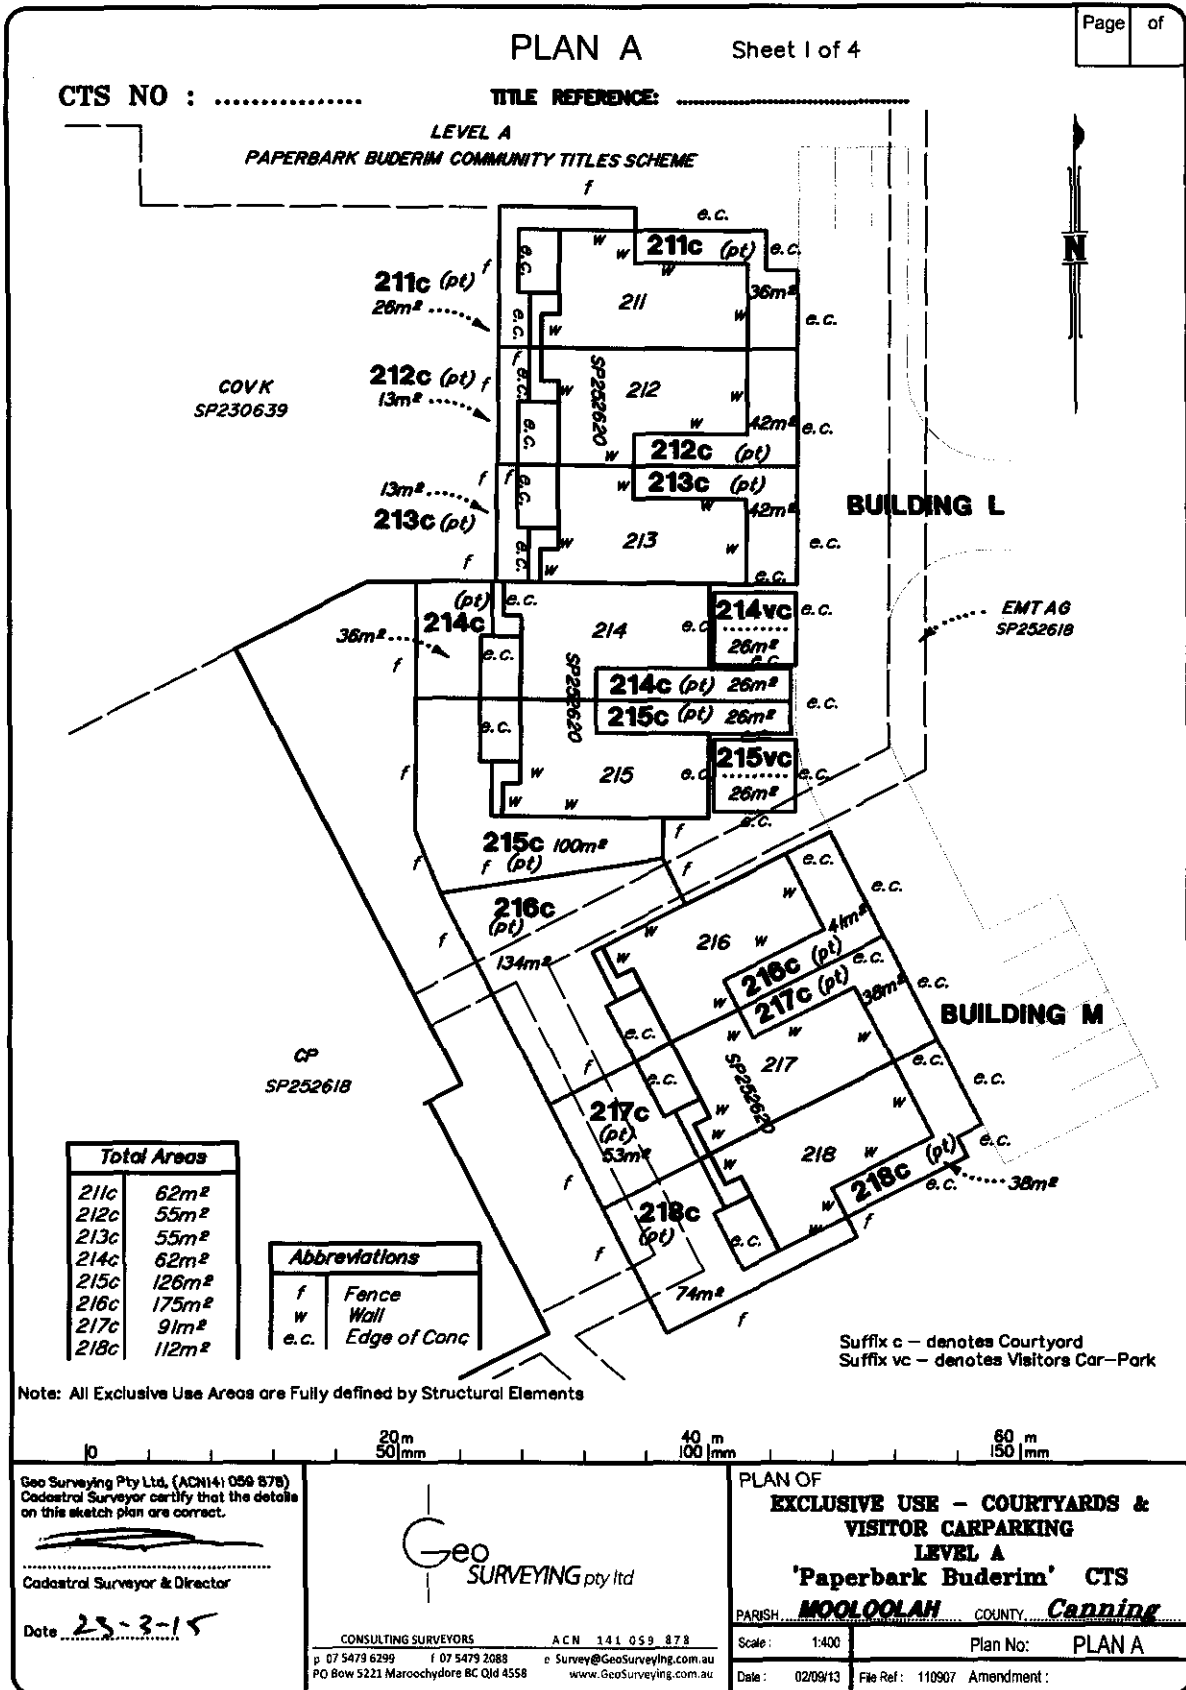 Page of
PLAN A
Sheet 1 of 4
CTS NO : ...............
TITLE REFERENCE: ...............................
LEVEL A
PAPERBARK BUDERIM COMMUNITY TITLES SCHEME
f
e.c.
N
w
w
211c (pt)
e.c.
e.c.
f
211c (pt)
26m²
w
36m²
211
e.c.
w
w
e.c.
f
SP252620
212c (pt)
f
13m²
e.c.
212
w
w
COVK
SP230639
42m²
e.c.
e.c.
w
w
212c (pt)
f
f
213c (pt)
13m²
213c (pt)
e.c.
w
w
42m²
BUILDING L
213
w
w
e.c.
e.c.
w
f
e.c.
(pt)
e.c.
214c
36m²
214
e.c.
214vc
26m²
e.c.
e.c.
EMT AG
SP252618
f
e.c.
SP252620
214c (pt) 26m²
215c (pt) 26m²
e.c.
e.c.
215vc
26m²
e.c.
e.c.
f
w
215
e.c.
w
w
215c 100m²
f (pt)
f
f
f
216c
(pt)
f
134m²
e.c.
e.c.
w
41m²
w
216
w
216c (pt)
e.c.
217c (pt)
38m²
e.c.
w
w
w
w
w
BUILDING M
e.c.
CP
SP252618
217
SP252620
e.c.
e.c.
f
e.c.
217c
(pt)
53m²
w
w
w
218
w
w
e.c.
218c (pt)
e.c.
38m²
f
218c
(pt)
w
w
f
f
e.c.
74m²
f
Total Areas
211c 62m²
212c 55m²
213c 55m²
214c 62m²
215c 126m²
216c 175m²
217c 91m²
218c 112m²
Abbreviations
f Fence
w Wall
e.c. Edge of Conc
Suffix c – denotes Courtyard
Suffix vc – denotes Visitors Car-Park
Note: All Exclusive Use Areas are Fully defined by Structural Elements
0 20 m 40 m 60 m
50 mm 100 mm 150 mm
Geo Surveying Pty Ltd, (ACN141 059 878)
Cadastral Surveyor certify that the details
on this sketch plan are correct.
Cadastral Surveyor & Director
Date 23-3-15
Geo
SURVEYING pty ltd
CONSULTING SURVEYORS ACN 141 059 878
p 07 5479 6299 f 07 5479 2088 e Survey@GeoSurveying.com.au
PO Bow 5221 Maroochydore BC Qld 4558 www.GeoSurveying.com.au
PLAN OF
EXCLUSIVE USE – COURTYARDS &
VISITOR CARPARKING
LEVEL A
'Paperbark Buderim' CTS
PARISH MOOLOOLAH COUNTY Canning
Scale : 1:400 Plan No: PLAN A
Date : 02/09/13 File Ref : 110907 Amendment :